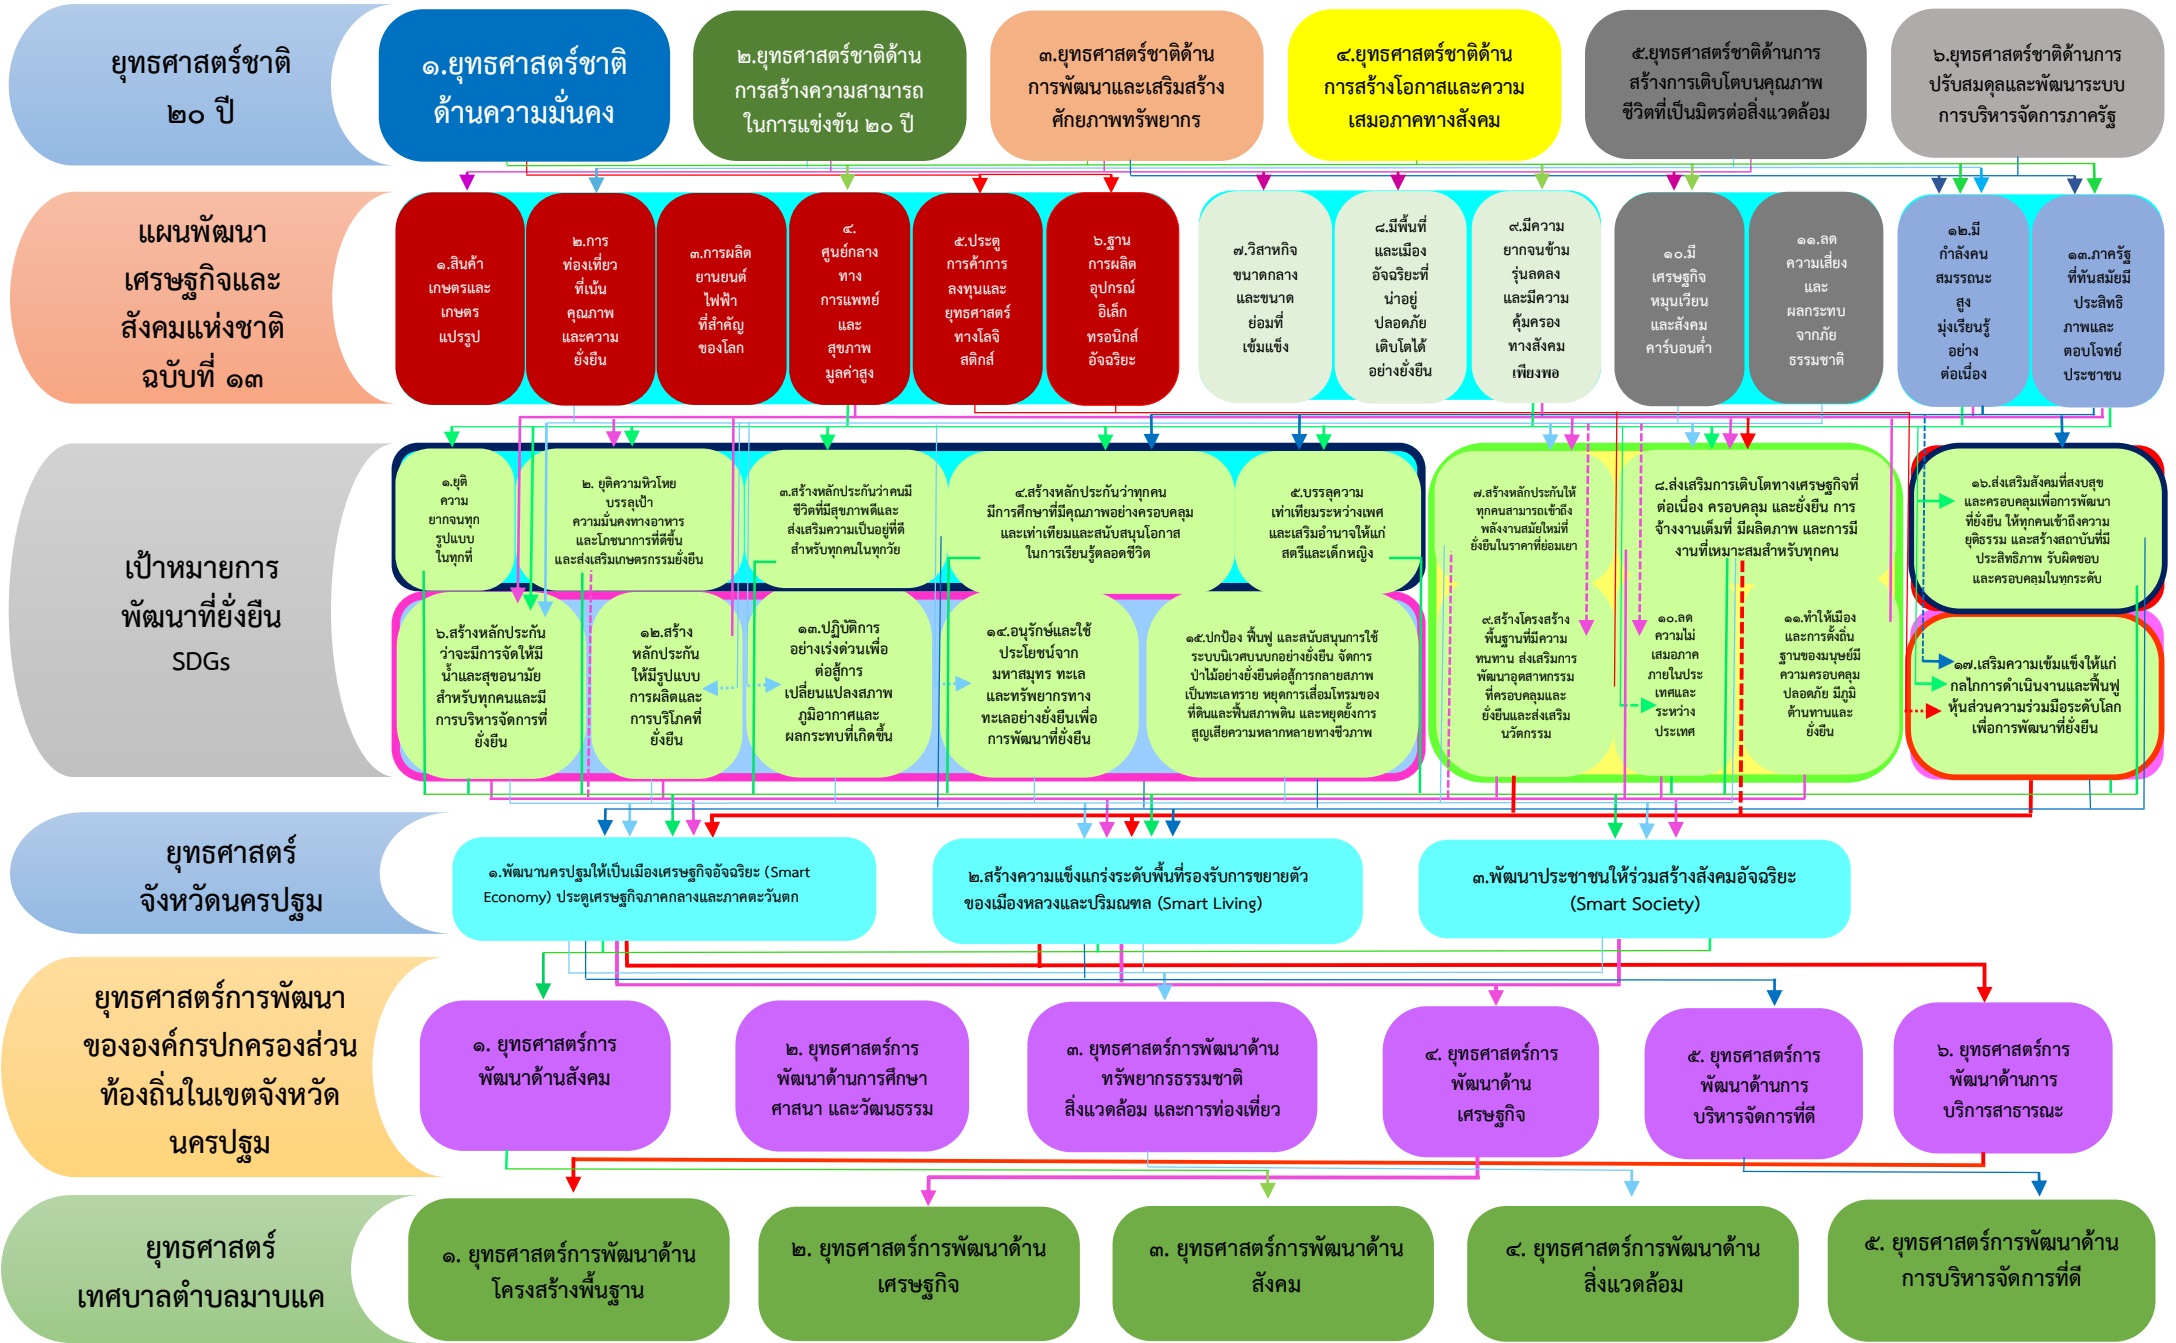 ยุทธศาสตร์ชาติ
๒๐ ปี
๑.ยุทธศาสตร์ชาติ
ด้านความมั่นคง
๒.ยุทธศาสตร์ชาติด้าน
การสร้างความสามารถ
ในการแข่งขัน ๒๐ ปี
๓.ยุทธศาสตร์ชาติด้าน
การพัฒนาและเสริมสร้าง
ศักยภาพทรัพยากร
๔.ยุทธศาสตร์ชาติด้าน
การสร้างโอกาสและความ
เสมอภาคทางสังคม
๕.ยุทธศาสตร์ชาติด้านการ
สร้างการเติบโตบนคุณภาพ
ชีวิตที่เป็นมิตรต่อสิ่งแวดล้อม
๖.ยุทธศาสตร์ชาติด้านการ
ปรับสมดุลและพัฒนาระบบ
การบริหารจัดการภาครัฐ
แผนพัฒนา
เศรษฐกิจและ
สังคมแห่งชาติ
ฉบับที่ ๑๓
๑.สินค้า
เกษตรและ
เกษตร
แปรรูป
๒.การ
ท่องเที่ยว
ที่เน้น
คุณภาพ
และความ
ยั่งยืน
๓.การผลิต
ยานยนต์
ไฟฟ้า
ที่สำคัญ
ของโลก
๔.
ศูนย์กลาง
ทาง
การแพทย์
และ
สุขภาพ
มูลค่าสูง
๕.ประตู
การค้าการ
ลงทุนและ
ยุทธศาสตร์
ทางโลจิ
สติกส์
๖.ฐาน
การผลิต
อุปกรณ์
อิเล็ก
ทรอนิกส์
อัจฉริยะ
๗.วิสาหกิจ
ขนาดกลาง
และขนาด
ย่อมที่
เข้มแข็ง
๘.มีพื้นที่
และเมือง
อัจฉริยะที่
น่าอยู่
ปลอดภัย
เติบโตได้
อย่างยั่งยืน
๙.มีความ
ยากจนข้าม
รุ่นลดลง
และมีความ
คุ้มครอง
ทางสังคม
เพียงพอ
๑๐.มี
เศรษฐกิจ
หมุนเวียน
และสังคม
คาร์บอนต่ำ
๑๑.ลด
ความเสี่ยง
และ
ผลกระทบ
จากภัย
ธรรมชาติ
๑๒.มี
กำลังคน
สมรรถนะ
สูง
มุ่งเรียนรู้
อย่าง
ต่อเนื่อง
๑๓.ภาครัฐ
ที่ทันสมัยมี
ประสิทธิ
ภาพและ
ตอบโจทย์
ประชาชน
เป้าหมายการ
พัฒนาที่ยั่งยืน
SDGs
๑.ยุติ
ความ
ยากจนทุก
รูปแบบ
ในทุกที่
๒. ยุติความหิวโหย
บรรลุเป้า
ความมั่นคงทางอาหาร
และโภชนาการที่ดีขึ้น
และส่งเสริมเกษตรกรรมยั่งยืน
๓.สร้างหลักประกันว่าคนมี
ชีวิตที่มีสุขภาพดีและ
ส่งเสริมความเป็นอยู่ที่ดี
สำหรับทุกคนในทุกวัย
๔.สร้างหลักประกันว่าทุกคน
มีการศึกษาที่มีคุณภาพอย่างครอบคลุม
และเท่าเทียมและสนับสนุนโอกาส
ในการเรียนรู้ตลอดชีวิต
๕.บรรลุความ
เท่าเทียมระหว่างเพศ
และเสริมอำนาจให้แก่
สตรีและเด็กหญิง
๗.สร้างหลักประกันให้
ทุกคนสามารถเข้าถึง
พลังงานสมัยใหม่ที่
ยั่งยืนในราคาที่ย่อมเยา
๘.ส่งเสริมการเติบโตทางเศรษฐกิจที่
ต่อเนื่อง ครอบคลุม และยั่งยืน การ
จ้างงานเต็มที่ มีผลิตภาพ และการมี
งานที่เหมาะสมสำหรับทุกคน
๑๖.ส่งเสริมสังคมที่สงบสุข
และครอบคลุมเพื่อการพัฒนา
ที่ยั่งยืน ให้ทุกคนเข้าถึงความ
ยุติธรรม และสร้างสถาบันที่มี
ประสิทธิภาพ รับผิดชอบ
และครอบคลุมในทุกระดับ
๖.สร้างหลักประกัน
ว่าจะมีการจัดให้มี
น้ำและสุขอนามัย
สำหรับทุกคนและมี
การบริหารจัดการที่
ยั่งยืน
๑๒.สร้าง
หลักประกัน
ให้มีรูปแบบ
การผลิตและ
การบริโภคที่
ยั่งยืน
๑๓.ปฏิบัติการ
อย่างเร่งด่วนเพื่อ
ต่อสู้การ
เปลี่ยนแปลงสภาพ
ภูมิอากาศและ
ผลกระทบที่เกิดขึ้น
๑๔.อนุรักษ์และใช้
ประโยชน์จาก
มหาสมุทร ทะเล
และทรัพยากรทาง
ทะเลอย่างยั่งยืนเพื่อ
การพัฒนาที่ยั่งยืน
๑๕.ปกป้อง ฟื้นฟู และสนับสนุนการใช้
ระบบนิเวศบนบกอย่างยั่งยืน จัดการ
ป่าไม้อย่างยั่งยืนต่อสู้การกลายสภาพ
เป็นทะเลทราย หยุดการเสื่อมโทรมของ
ที่ดินและฟื้นสภาพดิน และหยุดยั้งการ
สูญเสียความหลากหลายทางชีวภาพ
๙.สร้างโครงสร้าง
พื้นฐานที่มีความ
ทนทาน ส่งเสริมการ
พัฒนาอุตสาหกรรม
ที่ครอบคลุมและ
ยั่งยืนและส่งเสริม
นวัตกรรม
๑๐.ลด
ความไม่
เสมอภาค
ภายในประ
เทศและ
ระหว่าง
ประเทศ
๑๑.ทำให้เมือง
และการตั้งถิ่น
ฐานของมนุษย์มี
ความครอบคลุม
ปลอดภัย มีภูมิ
ต้านทานและ
ยั่งยืน
๑๗.เสริมความเข้มแข็งให้แก่
กลไกการดำเนินงานและฟื้นฟู
หุ้นส่วนความร่วมมือระดับโลก
เพื่อการพัฒนาที่ยั่งยืน
ยุทธศาสตร์
จังหวัดนครปฐม
๑.พัฒนานครปฐมให้เป็นเมืองเศรษฐกิจอัจฉริยะ (Smart
Economy) ประตูเศรษฐกิจภาคกลางและภาคตะวันตก
๒.สร้างความแข็งแกร่งระดับพื้นที่รองรับการขยายตัว
ของเมืองหลวงและปริมณฑล (Smart Living)
๓.พัฒนาประชาชนให้ร่วมสร้างสังคมอัจฉริยะ
(Smart Society)
ยุทธศาสตร์การพัฒนา
ขององค์กรปกครองส่วน
ท้องถิ่นในเขตจังหวัด
นครปฐม
๑. ยุทธศาสตร์การ
พัฒนาด้านสังคม
๒. ยุทธศาสตร์การ
พัฒนาด้านการศึกษา
ศาสนา และวัฒนธรรม
๓. ยุทธศาสตร์การพัฒนาด้าน
ทรัพยากรธรรมชาติ
สิ่งแวดล้อม และการท่องเที่ยว
๔. ยุทธศาสตร์การ
พัฒนาด้าน
เศรษฐกิจ
๕. ยุทธศาสตร์การ
พัฒนาด้านการ
บริหารจัดการที่ดี
๖. ยุทธศาสตร์การ
พัฒนาด้านการ
บริการสาธารณะ
ยุทธศาสตร์
เทศบาลตำบลมาบแค
๑. ยุทธศาสตร์การพัฒนาด้าน
โครงสร้างพื้นฐาน
๒. ยุทธศาสตร์การพัฒนาด้าน
เศรษฐกิจ
๓. ยุทธศาสตร์การพัฒนาด้าน
สังคม
๔. ยุทธศาสตร์การพัฒนาด้าน
สิ่งแวดล้อม
๕. ยุทธศาสตร์การพัฒนาด้าน
การบริหารจัดการที่ดี